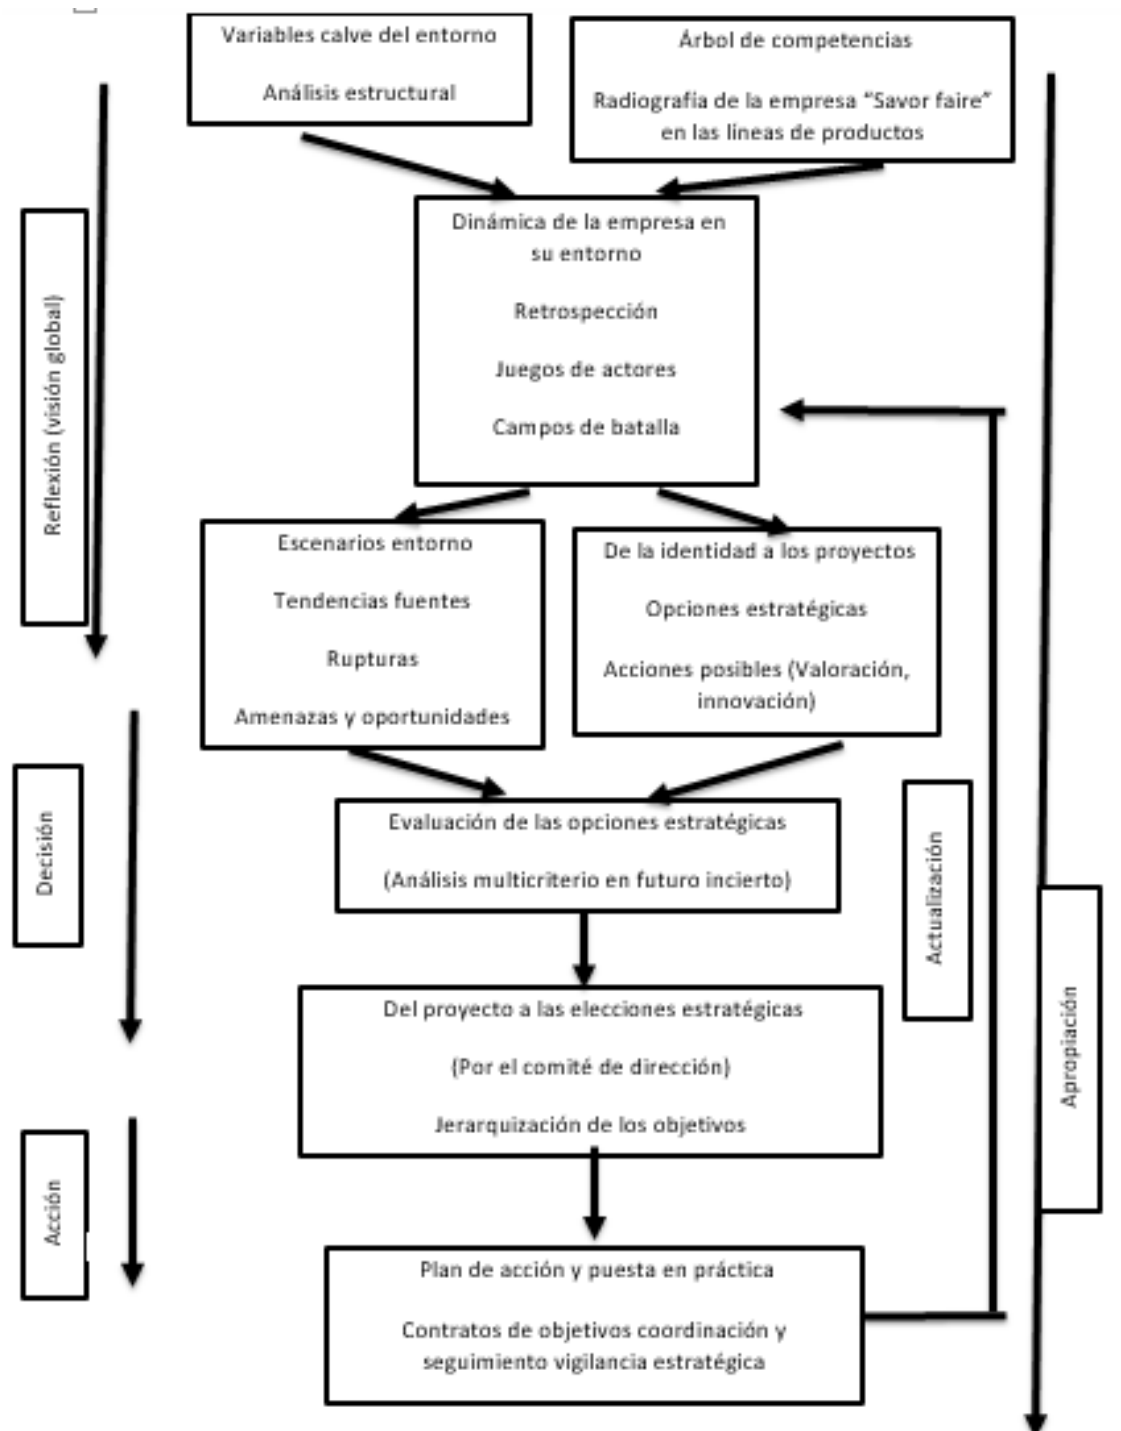 Variables calve del entorno
Análisis estructural
Árbol de competencias
Radiografia de la empresa “Savor faire”
en las lineas de productos
Dinámica de la empresa en
su entorno
Retrospección
Juegos de actores
Campos de batalla
Reflexión (visión global)
Escenarios entorno
Tendencias fuentes
Rupturas
Amenazas y oportunidades
De la identidad a los proyectos
Opciones estratégicas
Acciones posibles (Valoración,
innovación)
Decisión
Evaluación de las opciones estratégicas
(Análisis multicriterio en futuro incierto)
Actualización
Del proyecto a las elecciones estratégicas
(Por el comité de dirección)
Jerarquización de los objetivos
Apropiación
Acción
Plan de acción y puesta en práctica
Contratos de objetivos coordinación y
seguimiento vigilancia estratégica